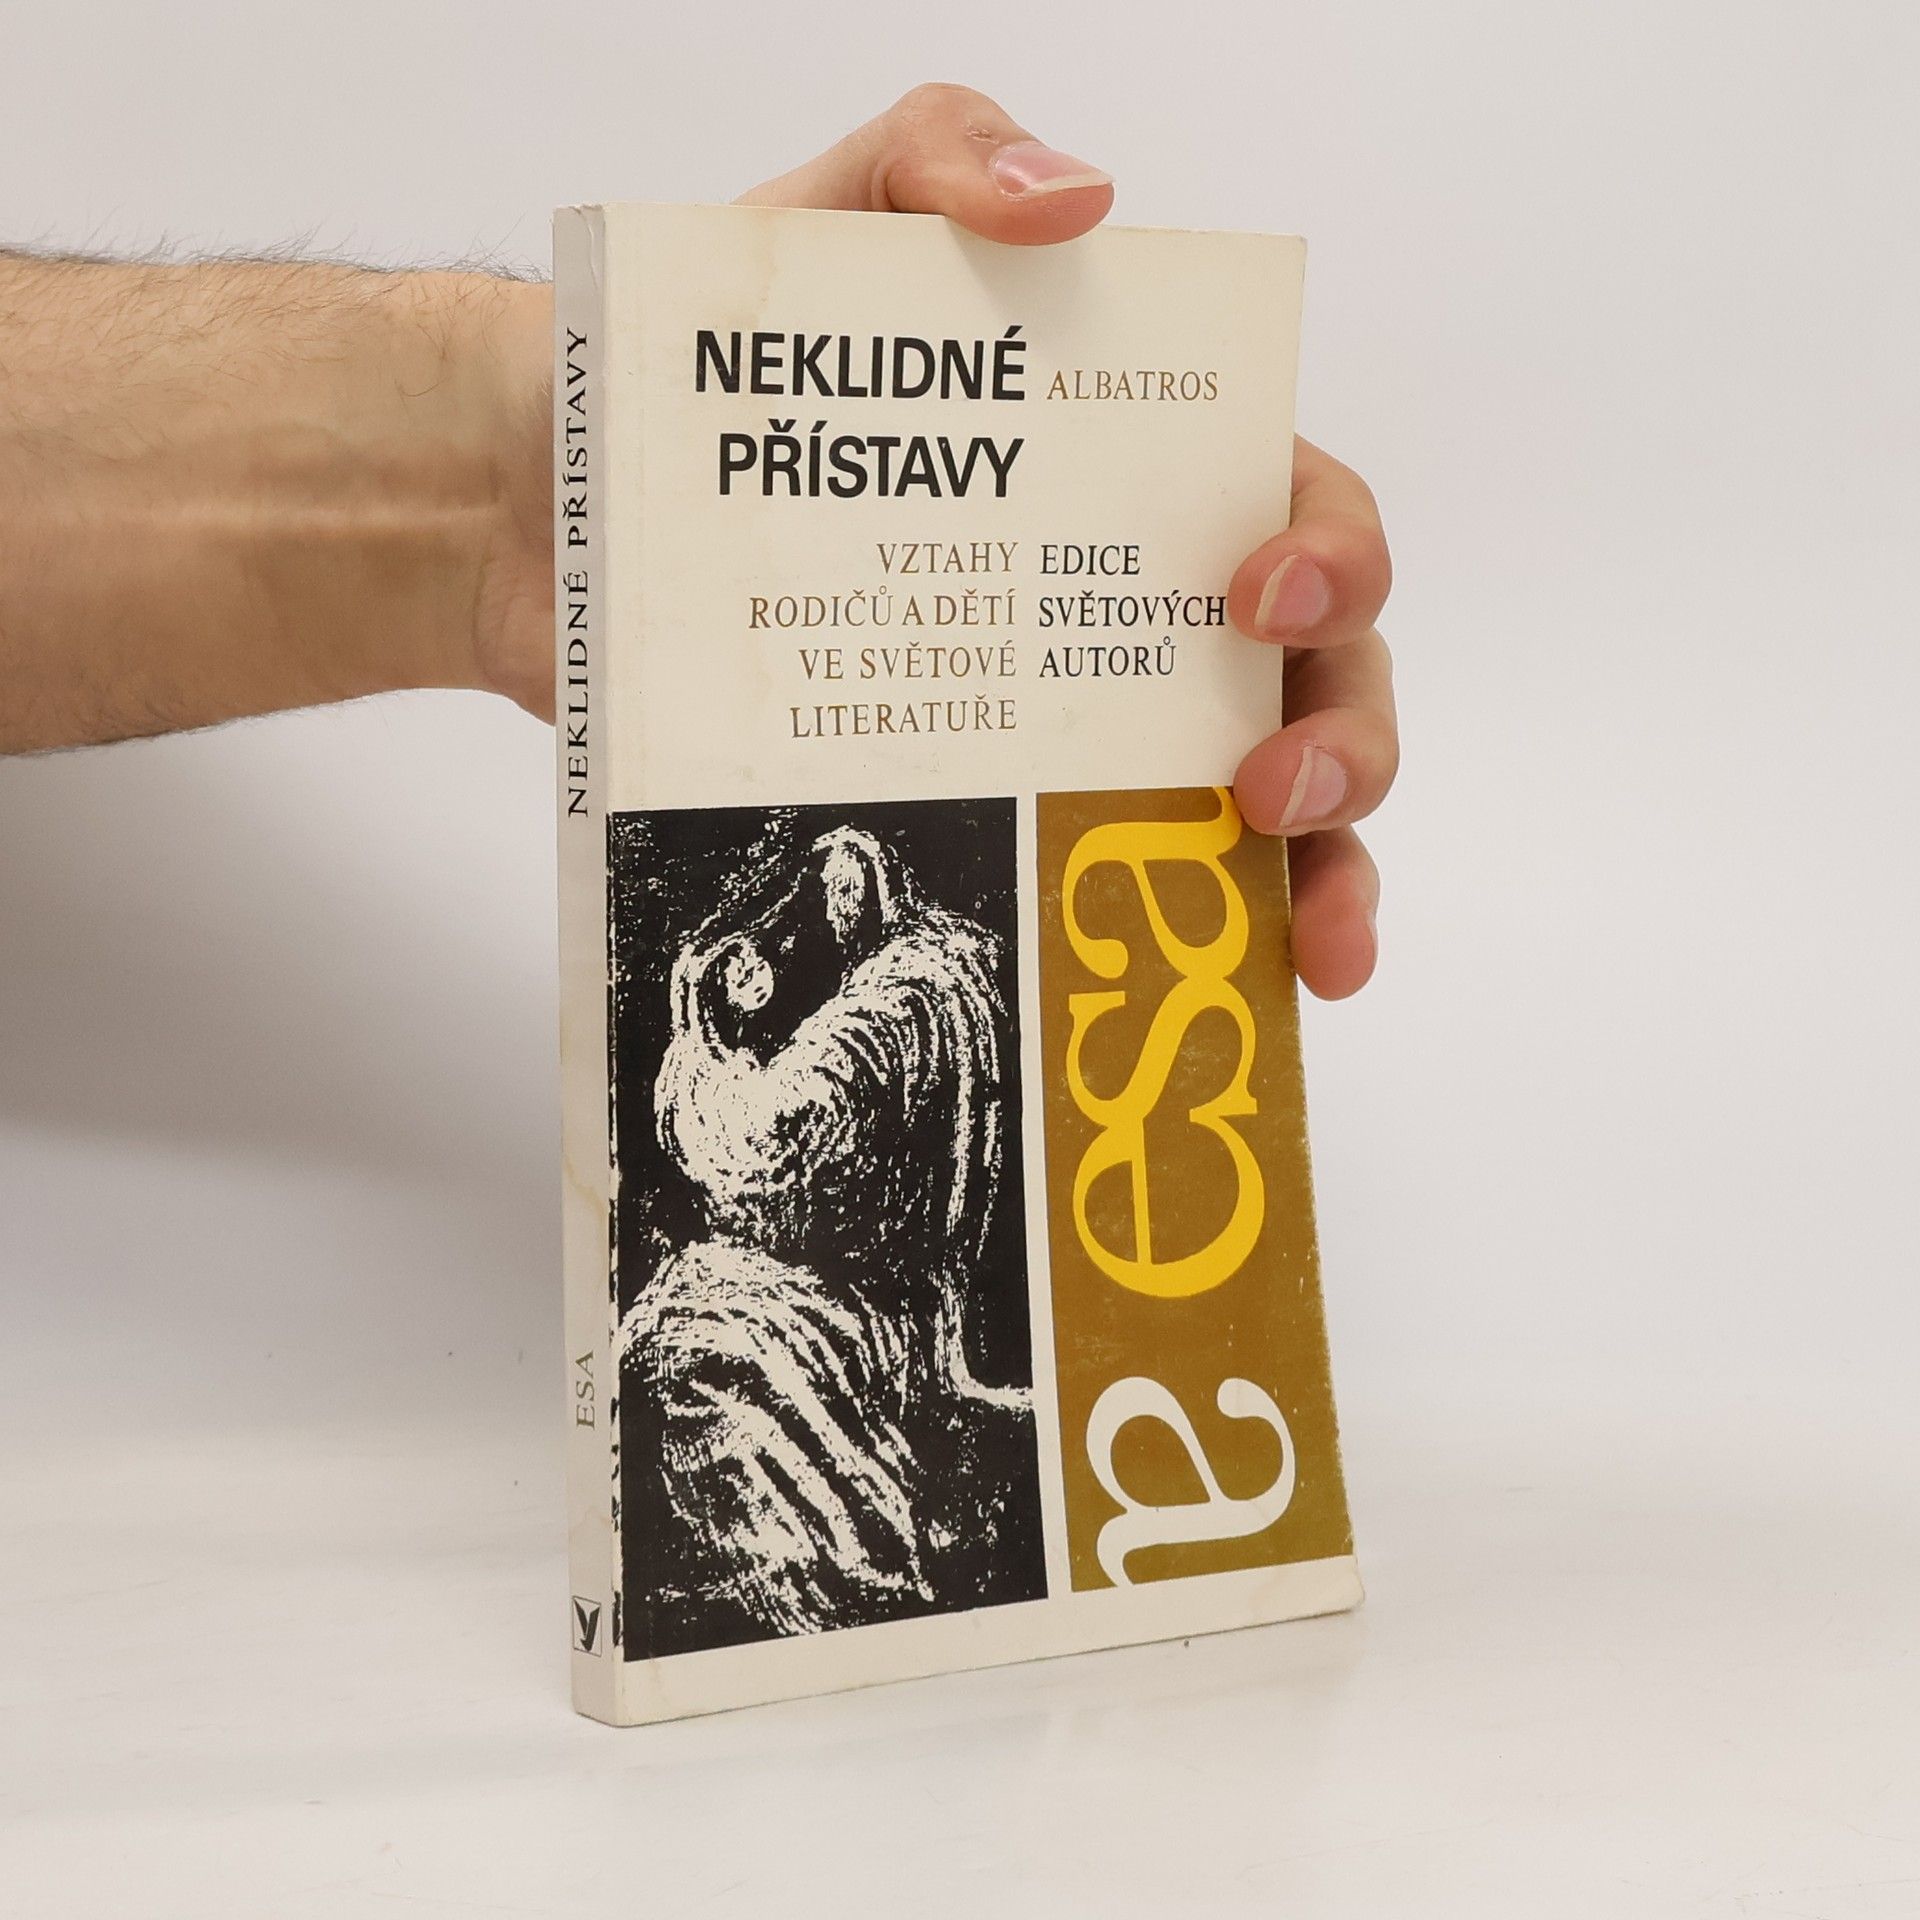 NEKLIDNÉ
PŘÍSTAVY
ALBATROS
VZTAHY
RODIČŮ A DĚTÍ
VE SVĚTOVÉ
LITERATUŘE
EDICE
SVĚTOVÝCH
AUTORŮ
esa
a
NEKLIDNÉ PŘÍSTAVY
ESA